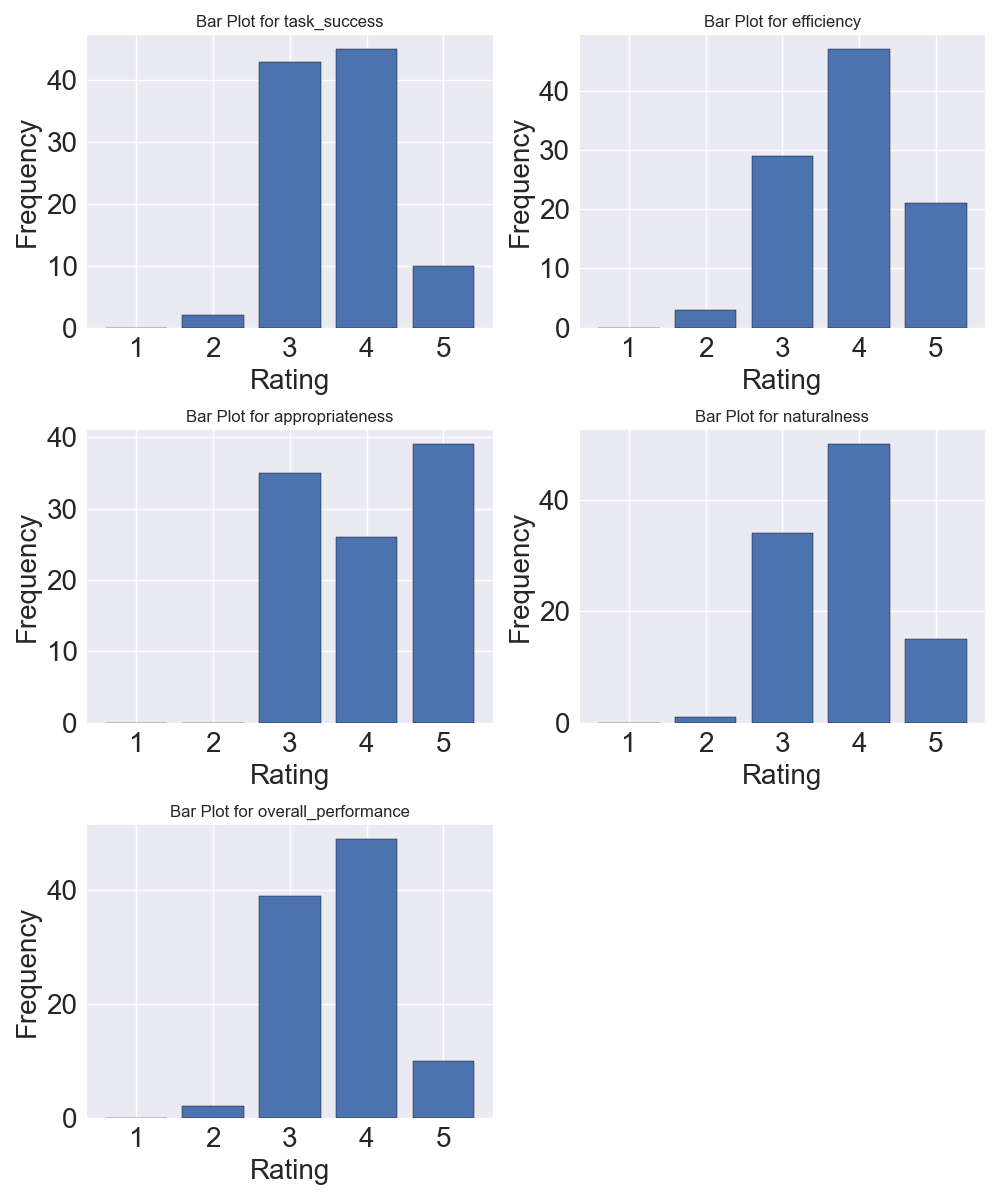 Bar Plot for task_success
Frequency
40
30
20
10
0
1 2 3 4 5
Rating
Bar Plot for efficiency
Frequency
40
30
20
10
0
1 2 3 4 5
Rating
Bar Plot for appropriateness
Frequency
40
30
20
10
0
1 2 3 4 5
Rating
Bar Plot for naturalness
Frequency
40
20
0
1 2 3 4 5
Rating
Bar Plot for overall_performance
Frequency
40
20
0
1 2 3 4 5
Rating